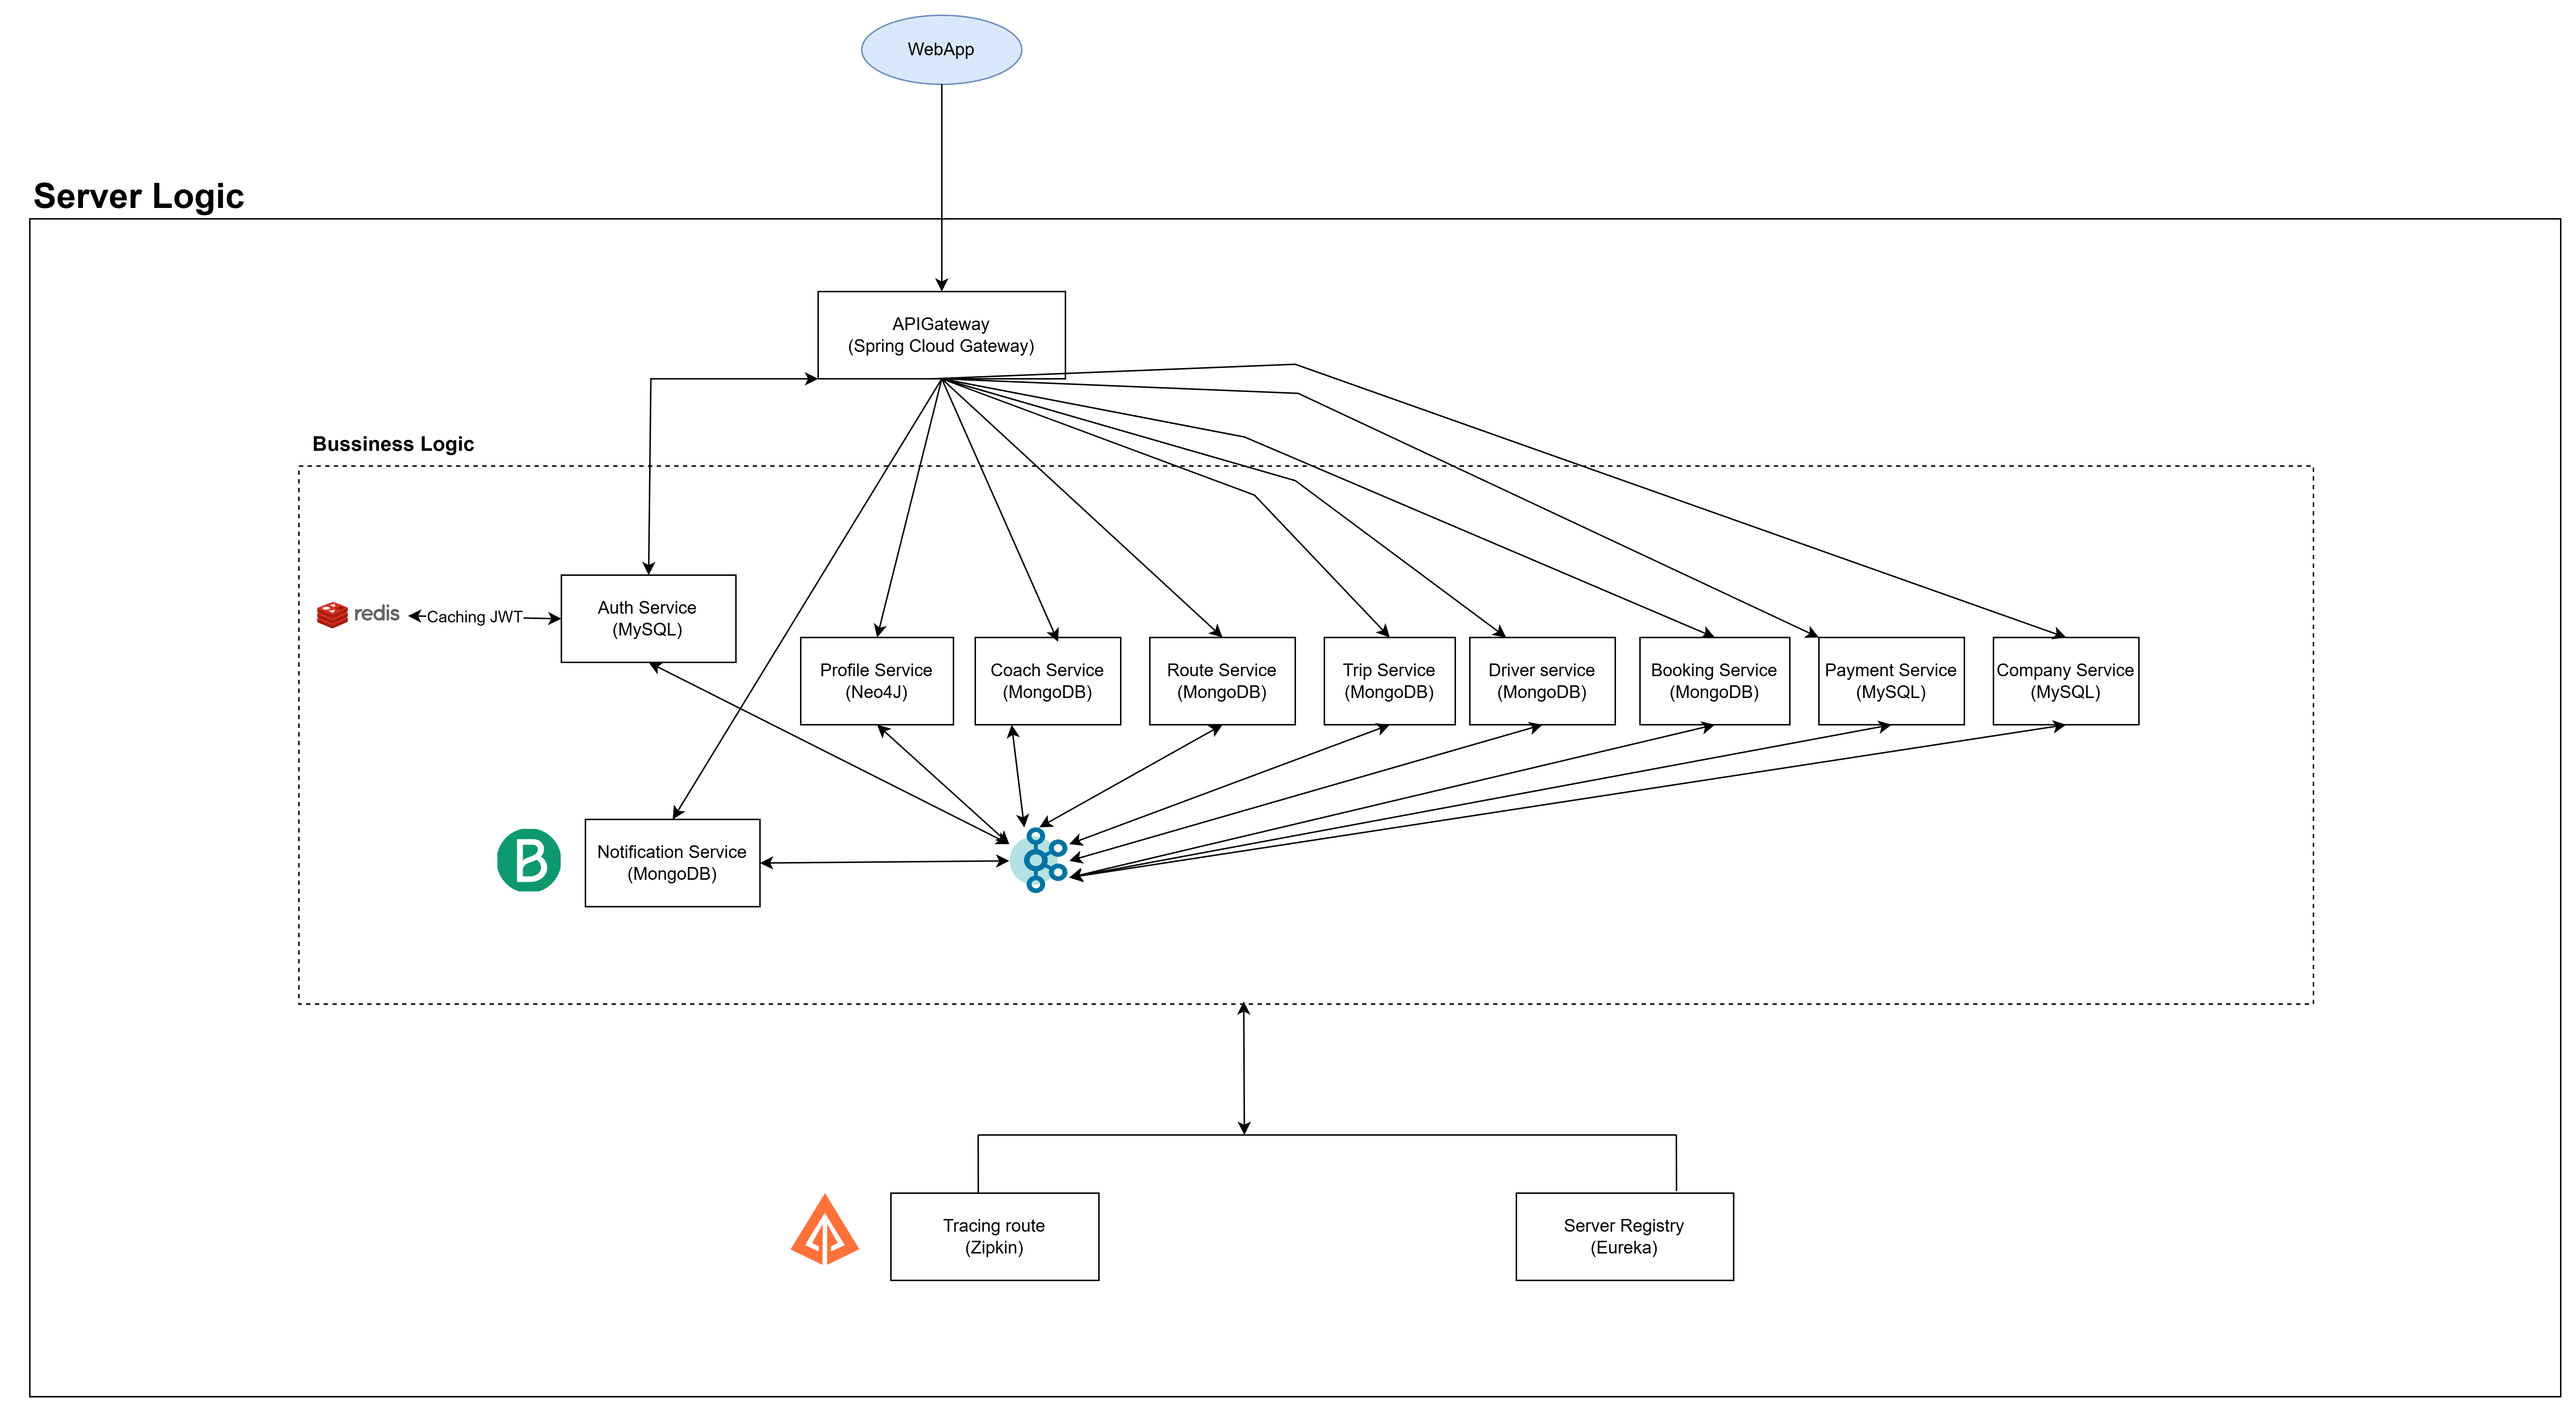 WebApp
Server Logic
APIGateway
(Spring Cloud Gateway)
Bussiness Logic
redis
Caching JWT
Auth Service
(MySQL)
Profile Service
(Neo4J)
Coach Service
(MongoDB)
Route Service
(MongoDB)
Trip Service
(MongoDB)
Driver service
(MongoDB)
Booking Service
(MongoDB)
Payment Service
(MySQL)
Company Service
(MySQL)
B
Notification Service
(MongoDB)
Tracing route
(Zipkin)
Server Registry
(Eureka)